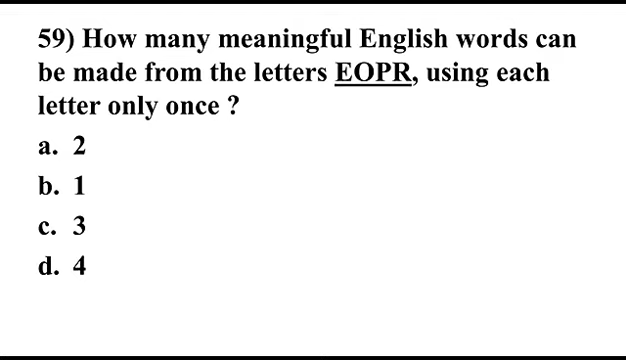 59) How many meaningful English words can
be made from the letters EOPR, using each
letter only once ?
a. 2
b. 1
c. 3
d. 4